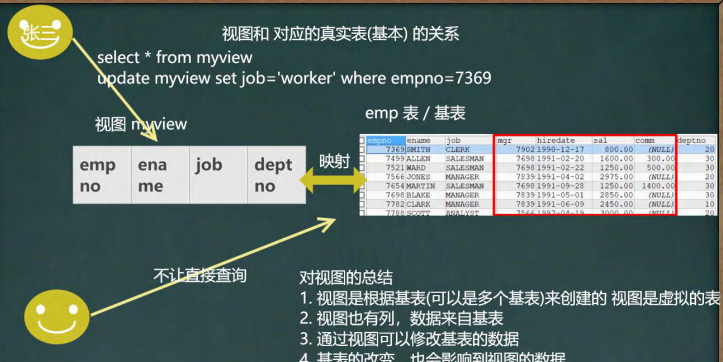 张三
视图和 对应的真实表(基本) 的关系
select * from myview
update myview set job='worker' where empno=7369
视图 myview
emp 表 / 基表
empno ename job deptno
映射
empno ename job mgr hiredate sal comm deptno
7369 SMITH CLERK 7902 1990-12-17 800.00 (NULL) 20
7499 ALLEN SALESMAN 7698 1991-02-20 1600.00 300.00 30
7521 WARD SALESMAN 7698 1991-02-22 1250.00 500.00 30
7566 JONES MANAGER 7839 1991-04-02 2975.00 (NULL) 20
7654 MARTIN SALESMAN 7698 1991-09-28 1250.00 1400.00 30
7698 BLAKE MANAGER 7839 1991-05-01 2850.00 (NULL) 30
7782 CLARK MANAGER 7839 1991-06-09 2450.00 (NULL) 10
7788 SCOTT ANALYST 7566 1997-04-19 3000.00 (NULL) 20
不让直接查询
对视图的总结
1. 视图是根据基表(可以是多个基表)来创建的 视图是虚拟的表
2. 视图也有列，数据来自基表
3. 通过视图可以修改基表的数据
4. 基表的改变，也会影响到视图的数据